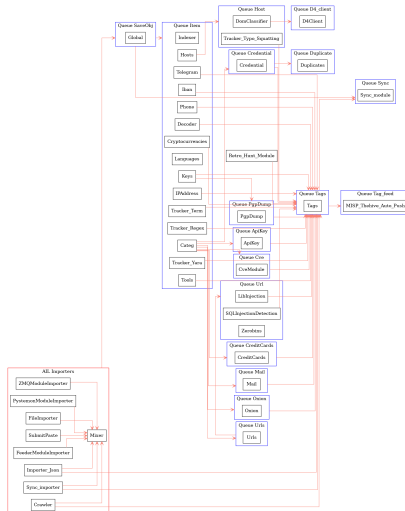 Queue SaveObj
Global
Queue Item
Indexer
Hosts
Telegram
Iban
Phone
Decoder
Cryptocurrencies
Languages
Keys
IPAddress
Tracker_Term
Tracker_Regex
Categ
Tracker_Yara
Tools
Queue Host
DomClassifier
Tracker_Type_Squatting
Queue D4_client
D4Client
Queue Credential
Credential
Queue Duplicate
Duplicates
Queue Sync
Sync_module
Retro_Hunt_Module
Queue Tags
Tags
Queue Tag_feed
MISP_Thehive_Auto_Push
Queue PgpDump
PgpDump
Queue ApiKey
ApiKey
Queue Cve
CveModule
Queue Url
LibInjection
SQLInjectionDetection
Zerobins
Queue CreditCards
CreditCards
Queue Mail
Mail
Queue Onion
Onion
Queue Urls
Urls
AIL Importers
ZMQModuleImporter
PystemonModuleImporter
FileImporter
SubmitPaste
Mixer
FeederModuleImporter
Importer_Json
Sync_importer
Crawler